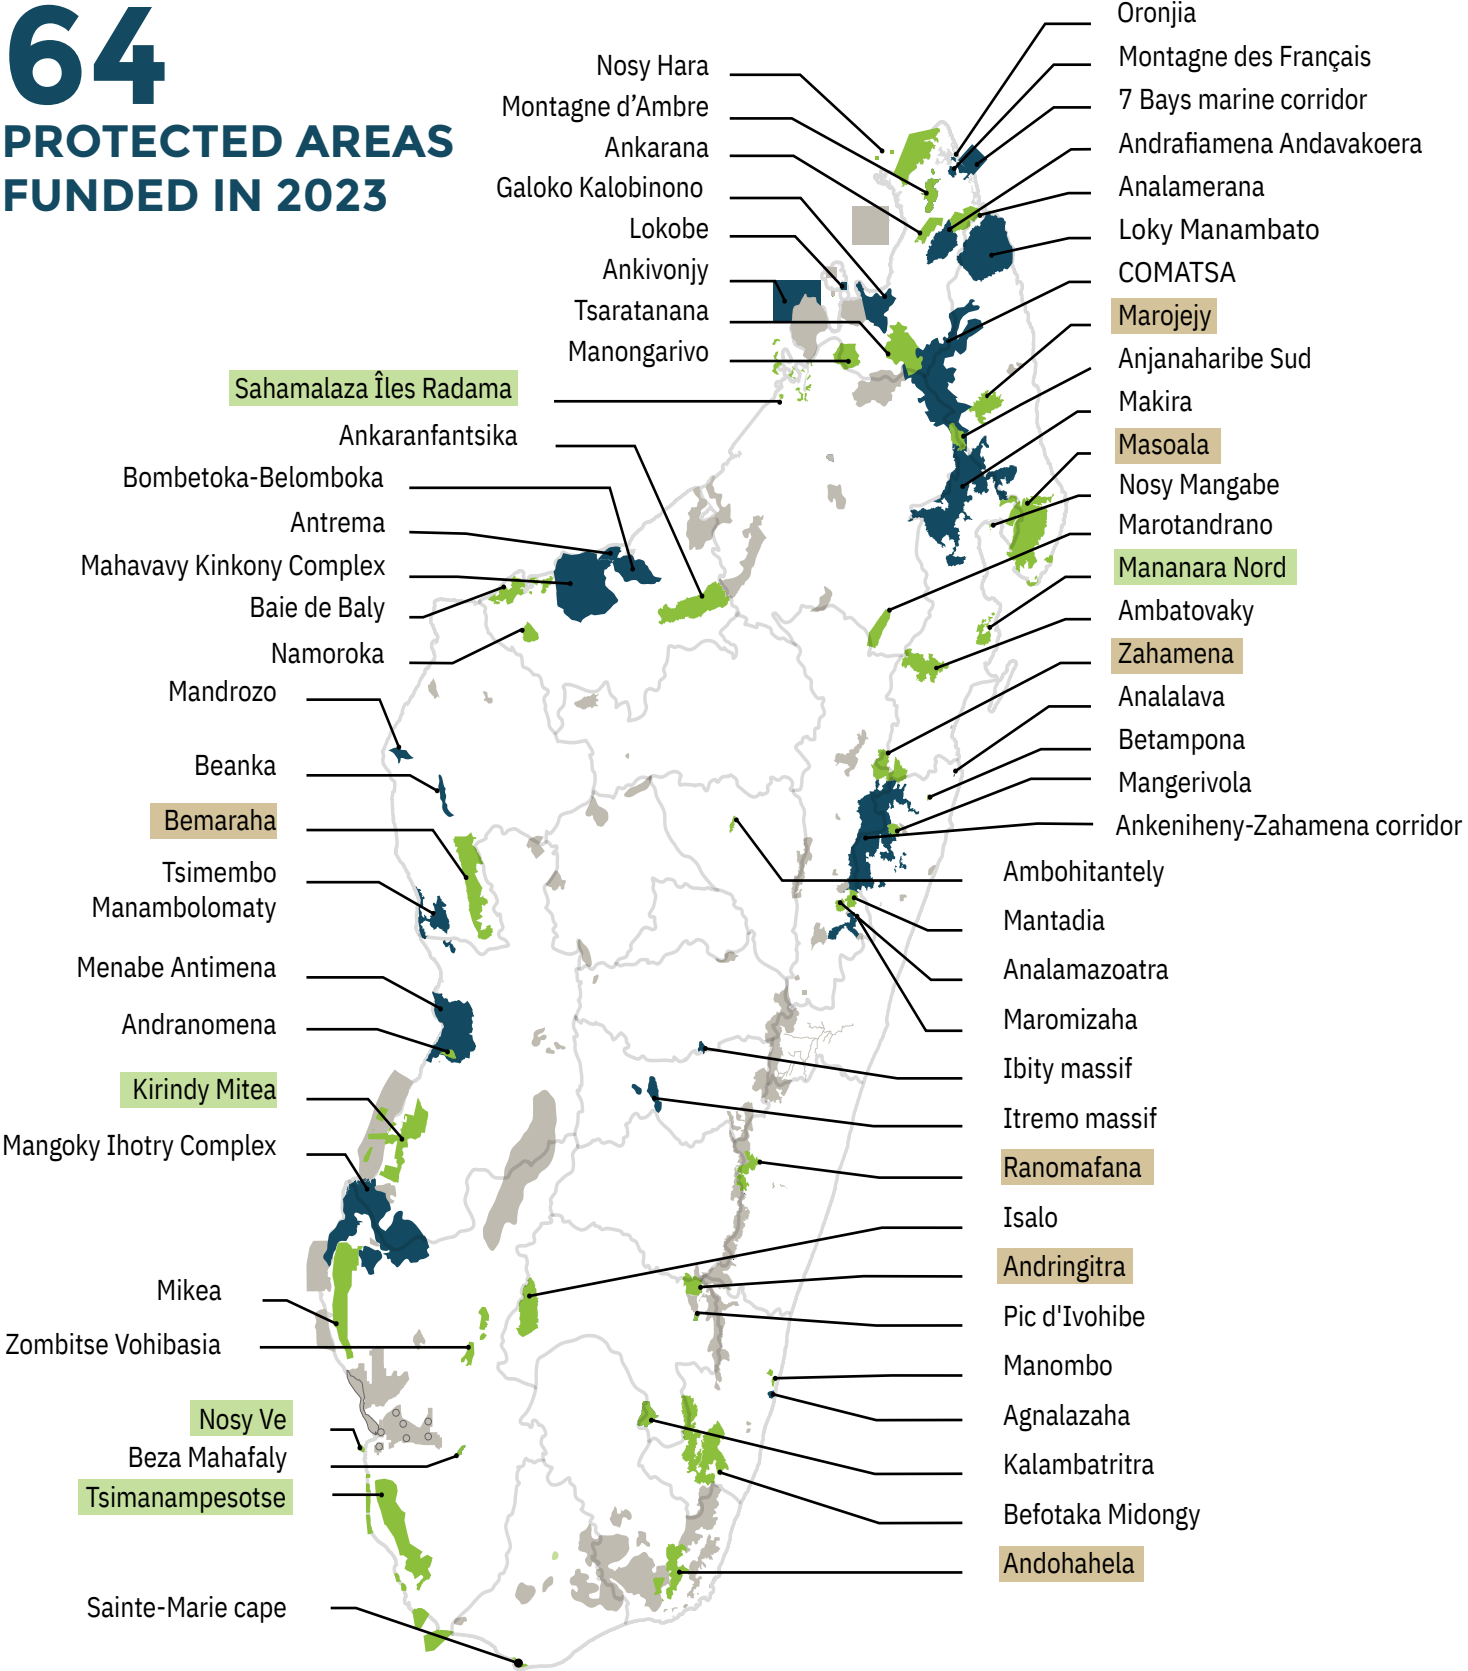 64
PROTECTED AREAS
FUNDED IN 2023
Nosy Hara
Montagne d’Ambre
Ankarana
Galoko Kalobinono
Lokobe
Ankivonjy
Tsaratanana
Manongarivo
Sahamalaza Îles Radama
Ankaranfantsika
Bombetoka-Belomboka
Antrema
Mahavavy Kinkony Complex
Baie de Baly
Namoroka
Mandrozo
Beanka
Bemaraha
Tsimembo
Manambolomaty
Menabe Antimena
Andranomena
Kirindy Mitea
Mangoky Ihotry Complex
Mikea
Zombitse Vohibasia
Nosy Ve
Beza Mahafaly
Tsimanampesotse
Sainte-Marie cape
Oronjia
Montagne des Français
7 Bays marine corridor
Andrafiamena Andavakoera
Analamerana
Loky Manambato
COMATSA
Marojejy
Anjanaharibe Sud
Makira
Masoala
Nosy Mangabe
Marotandrano
Mananara Nord
Ambatovaky
Zahamena
Analalava
Betampona
Mangerivola
Ankeniheny-Zahamena corridor
Ambohitantely
Mantadia
Analamazoatra
Maromizaha
Ibity massif
Itremo massif
Ranomafana
Isalo
Andringitra
Pic d'Ivohibe
Manombo
Agnalazaha
Kalambatritra
Befotaka Midongy
Andohahela